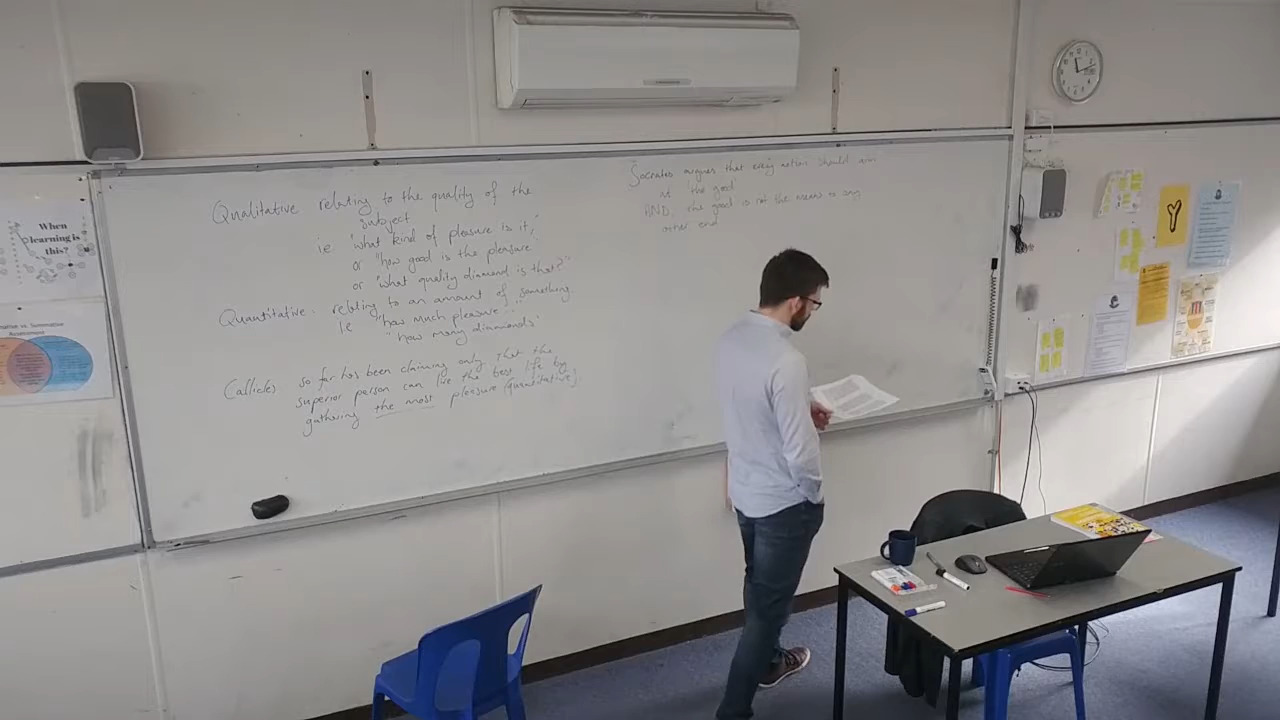 Qualitative relating to the quality of the
subject
ie 'what kind of pleasure is it,'
or "how good is the pleasure'
or 'what quality diamond is that?"
Quantitative. relating to an amount of something.
ie "how much pleasure'
"how many diamonds'
Callicles so far has been claiming only that the
superior person can live the best life by
gathering the most pleasure (quantitative).
Socrates argues that every action should aim
at 'the good
AND, the good is not the means to any
other end
When
learning is
this?
Summative
Assessment